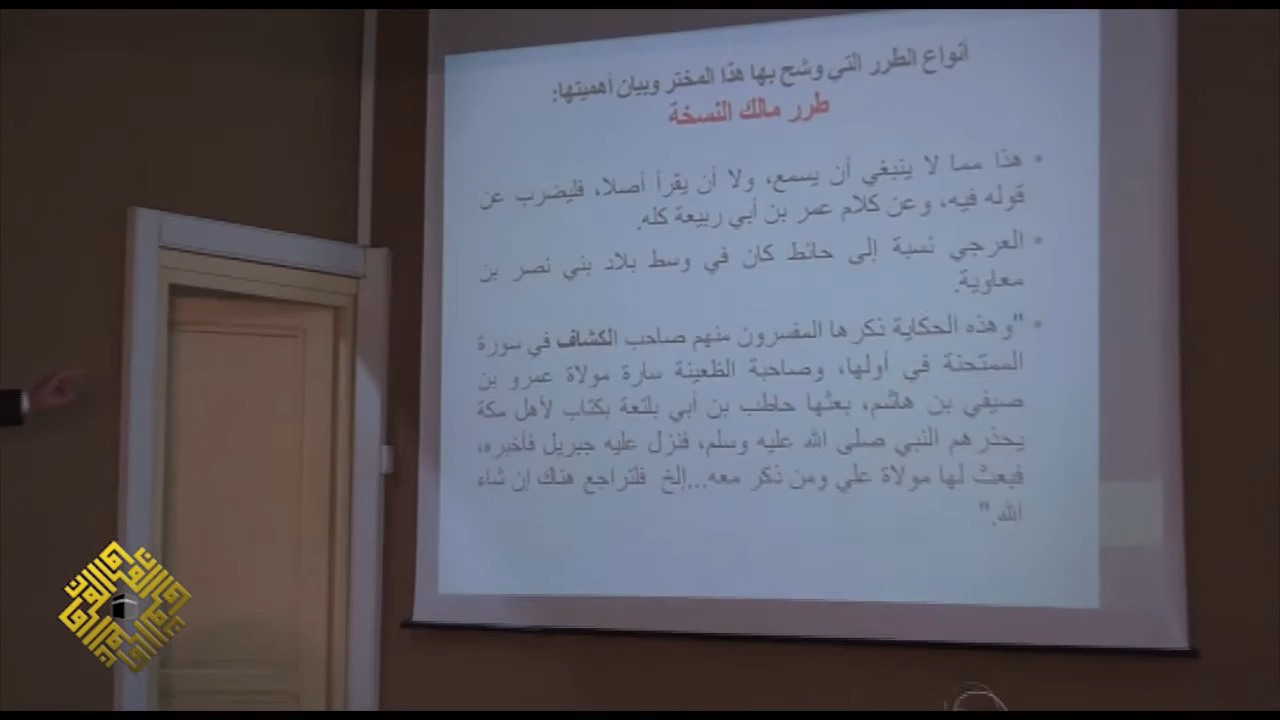 أنواع الطرر التي وشح بها هذا المختر وبيان أهميتها:
طرر مالك النسخة
• هذا مما لا ينبغي أن يسمع، ولا أن يقرأ أصلا، فليضرب عن
قوله فيه، وعن كلام عمر بن أبي ربيعة كله.
• العرجي نسبة إلى حائط كان في وسط بلاد بني نصر بن
معاوية.
• "وهذه الحكاية ذكرها المفسرون منهم صاحب الكشاف في سورة
الممتحنة في أولها، وصاحبة الظعينة سارة مولاة عمرو بن
صيفي بن هاشم، بعثها حاطب بن أبي بلتعة بكتاب لأهل مكة
يحذرهم النبي صلى الله عليه وسلم، فنزل عليه جبريل فأخبره،
فبعث لها مولاة علي ومن ذكر معه...إلخ فلتراجع هناك إن شاء
الله."